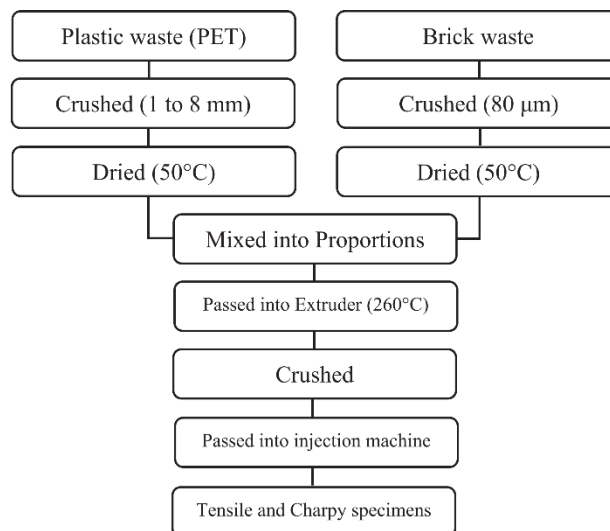 Plastic waste (PET)
Brick waste
Crushed (1 to 8 mm)
Crushed (80 μm)
Dried (50°C)
Dried (50°C)
Mixed into Proportions
Passed into Extruder (260°C)
Crushed
Passed into injection machine
Tensile and Charpy specimens